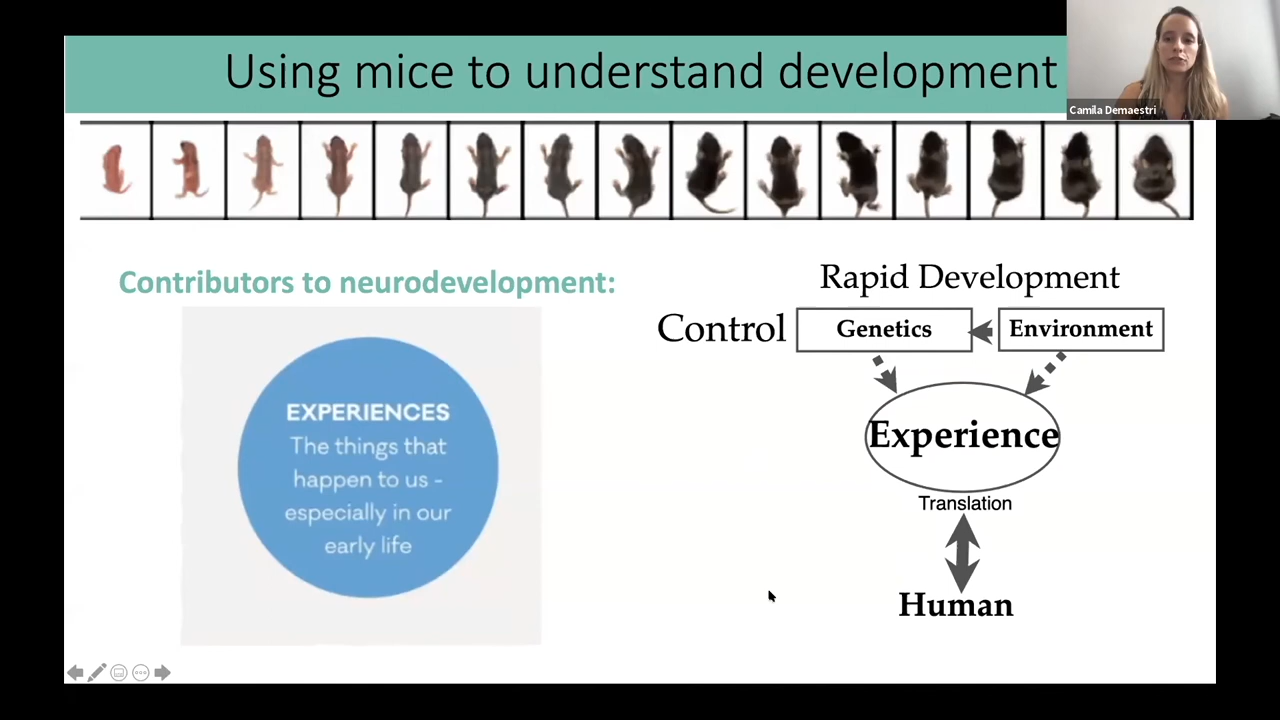 Using mice to understand development
Camila Demaestri
Contributors to neurodevelopment:
EXPERIENCES
The things that
happen to us -
especially in our
early life
Rapid Development
Control
Genetics
Environment
Experience
Translation
Human